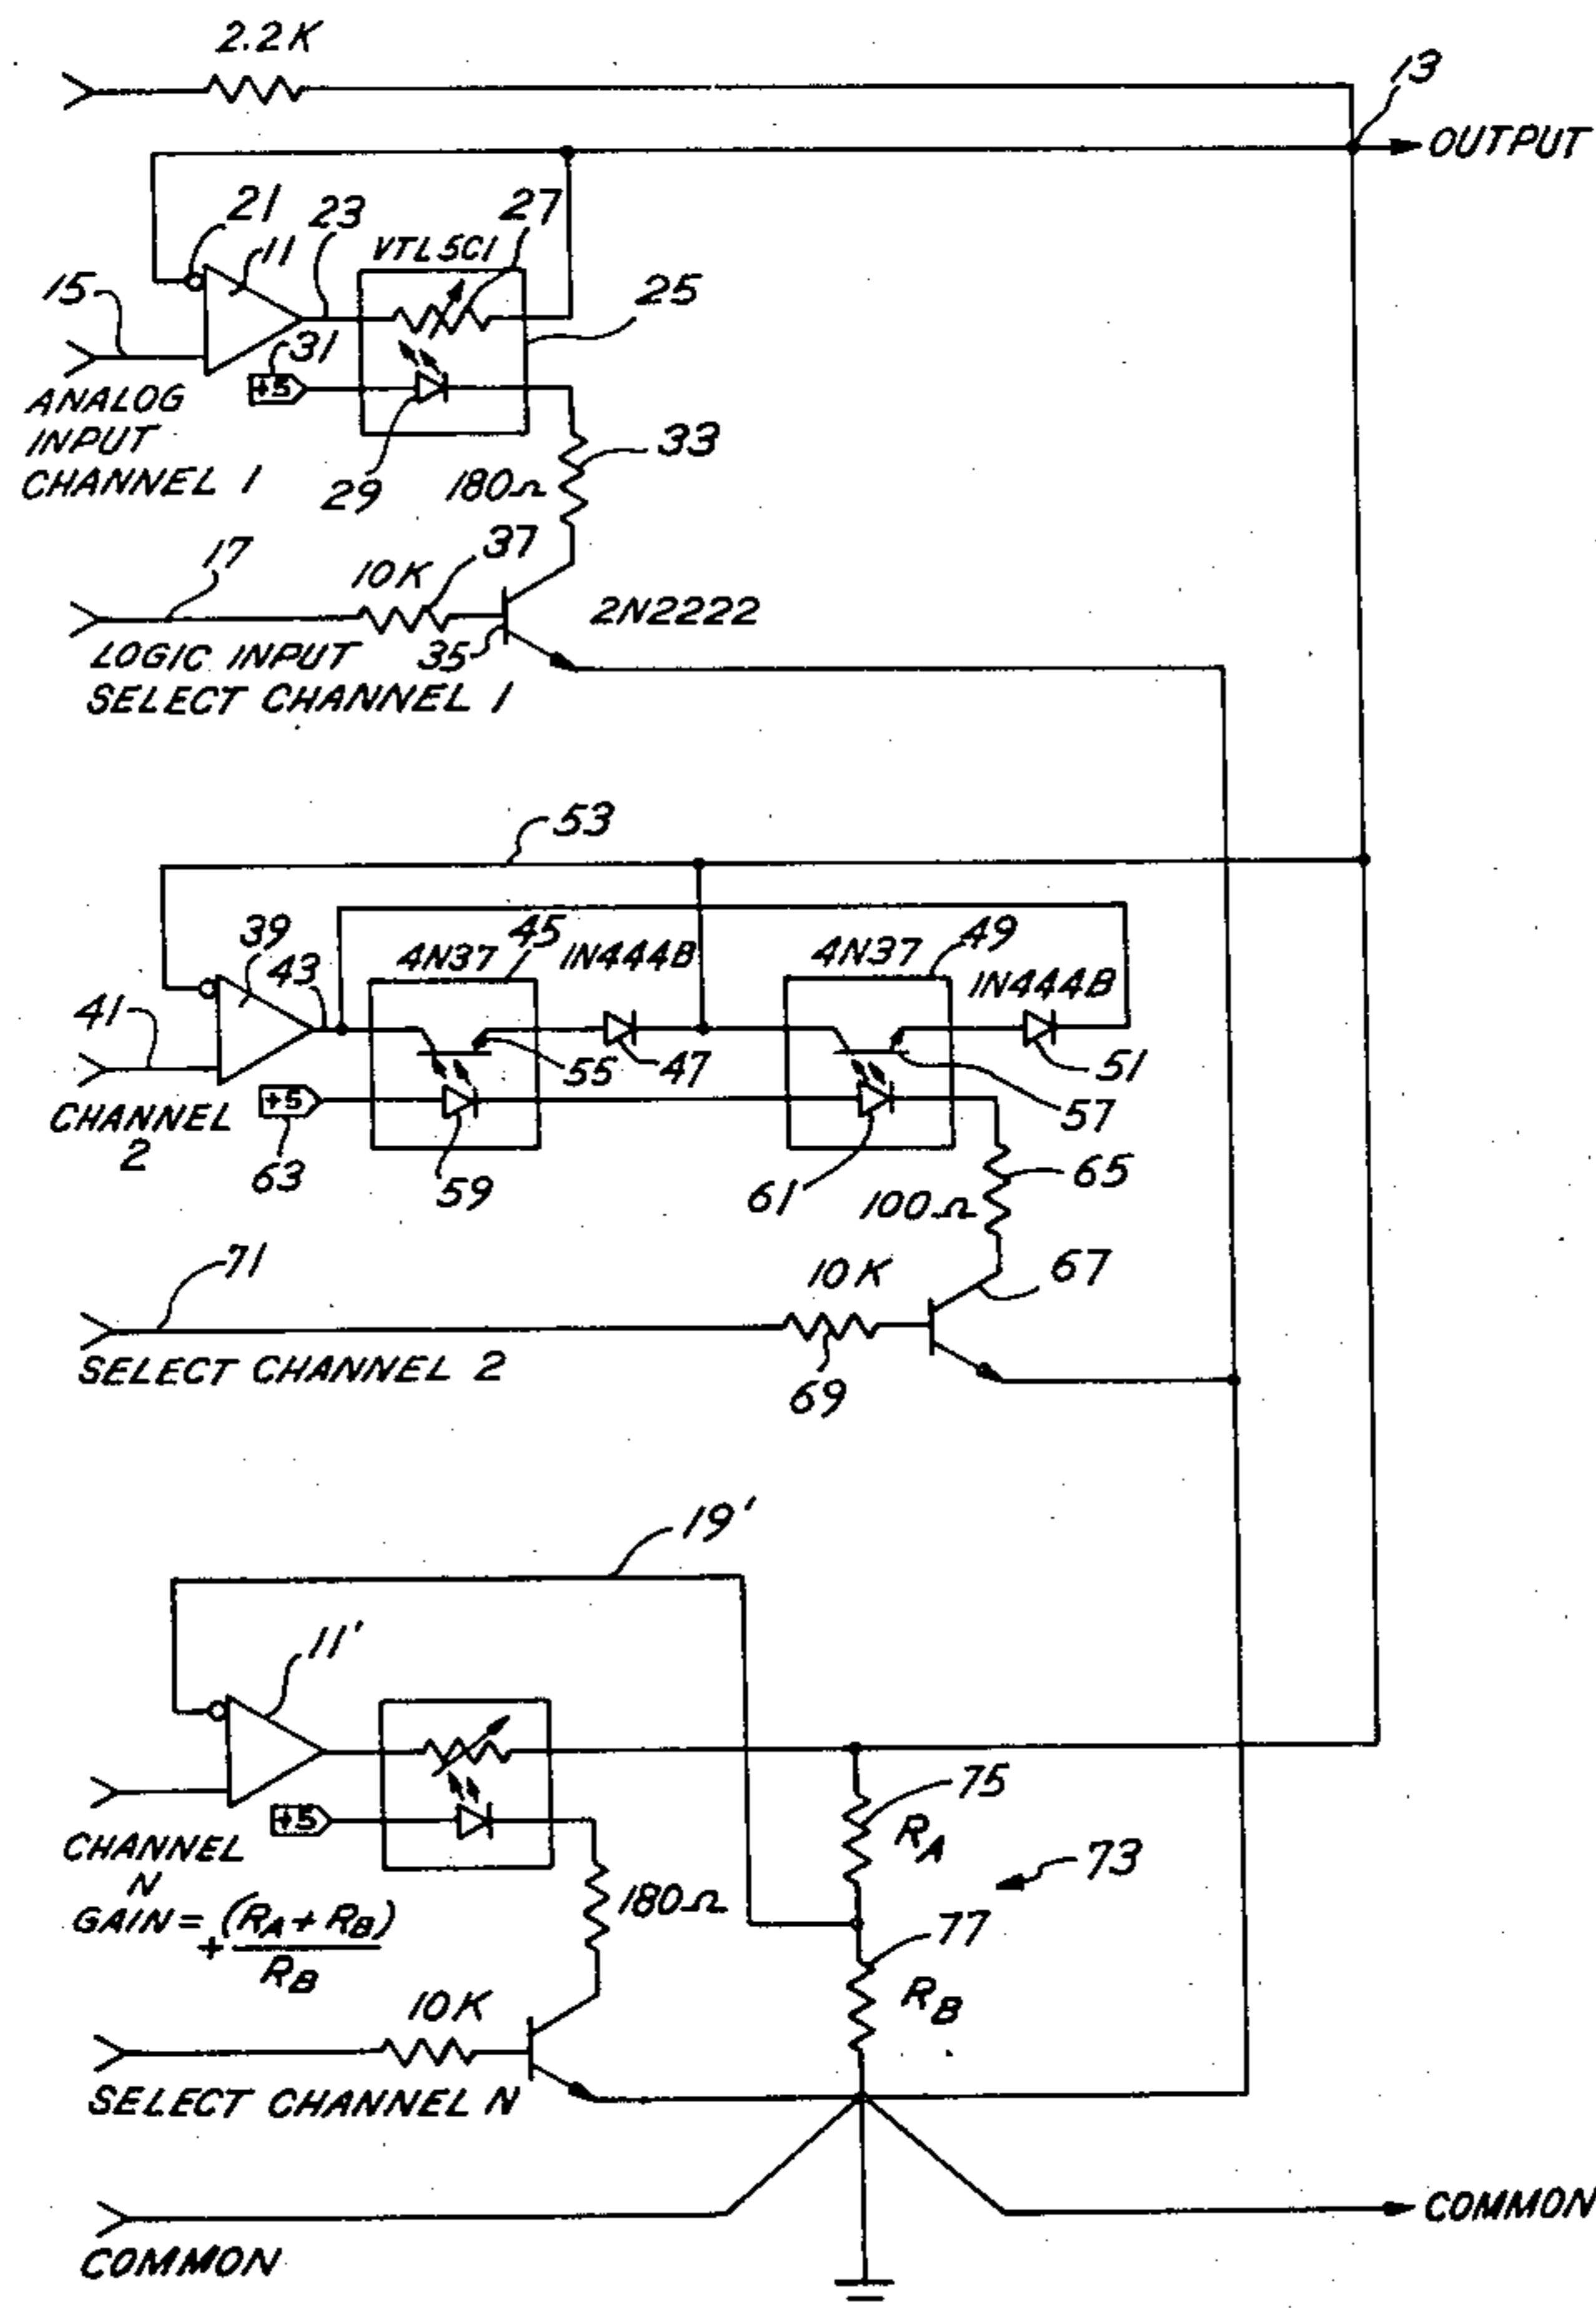 2.2K
13
OUTPUT
21
11
23
VTL5C1
27
15
31
25
+5
ANALOG
INPUT
CHANNEL 1
29
180Ω
33
17
10K
37
2N2222
LOGIC INPUT
35
SELECT CHANNEL 1
53
39
43
4N37
45
1N444B
4N37
49
1N444B
41
55
47
51
CHANNEL
2
+5
57
63
59
61
100Ω
65
71
10K
67
SELECT CHANNEL 2
69
19'
11'
75
RA
+5
73
CHANNEL
N
GAIN = + (RA + RB)
RB
180Ω
77
RB
10K
SELECT CHANNEL N
COMMON
COMMON